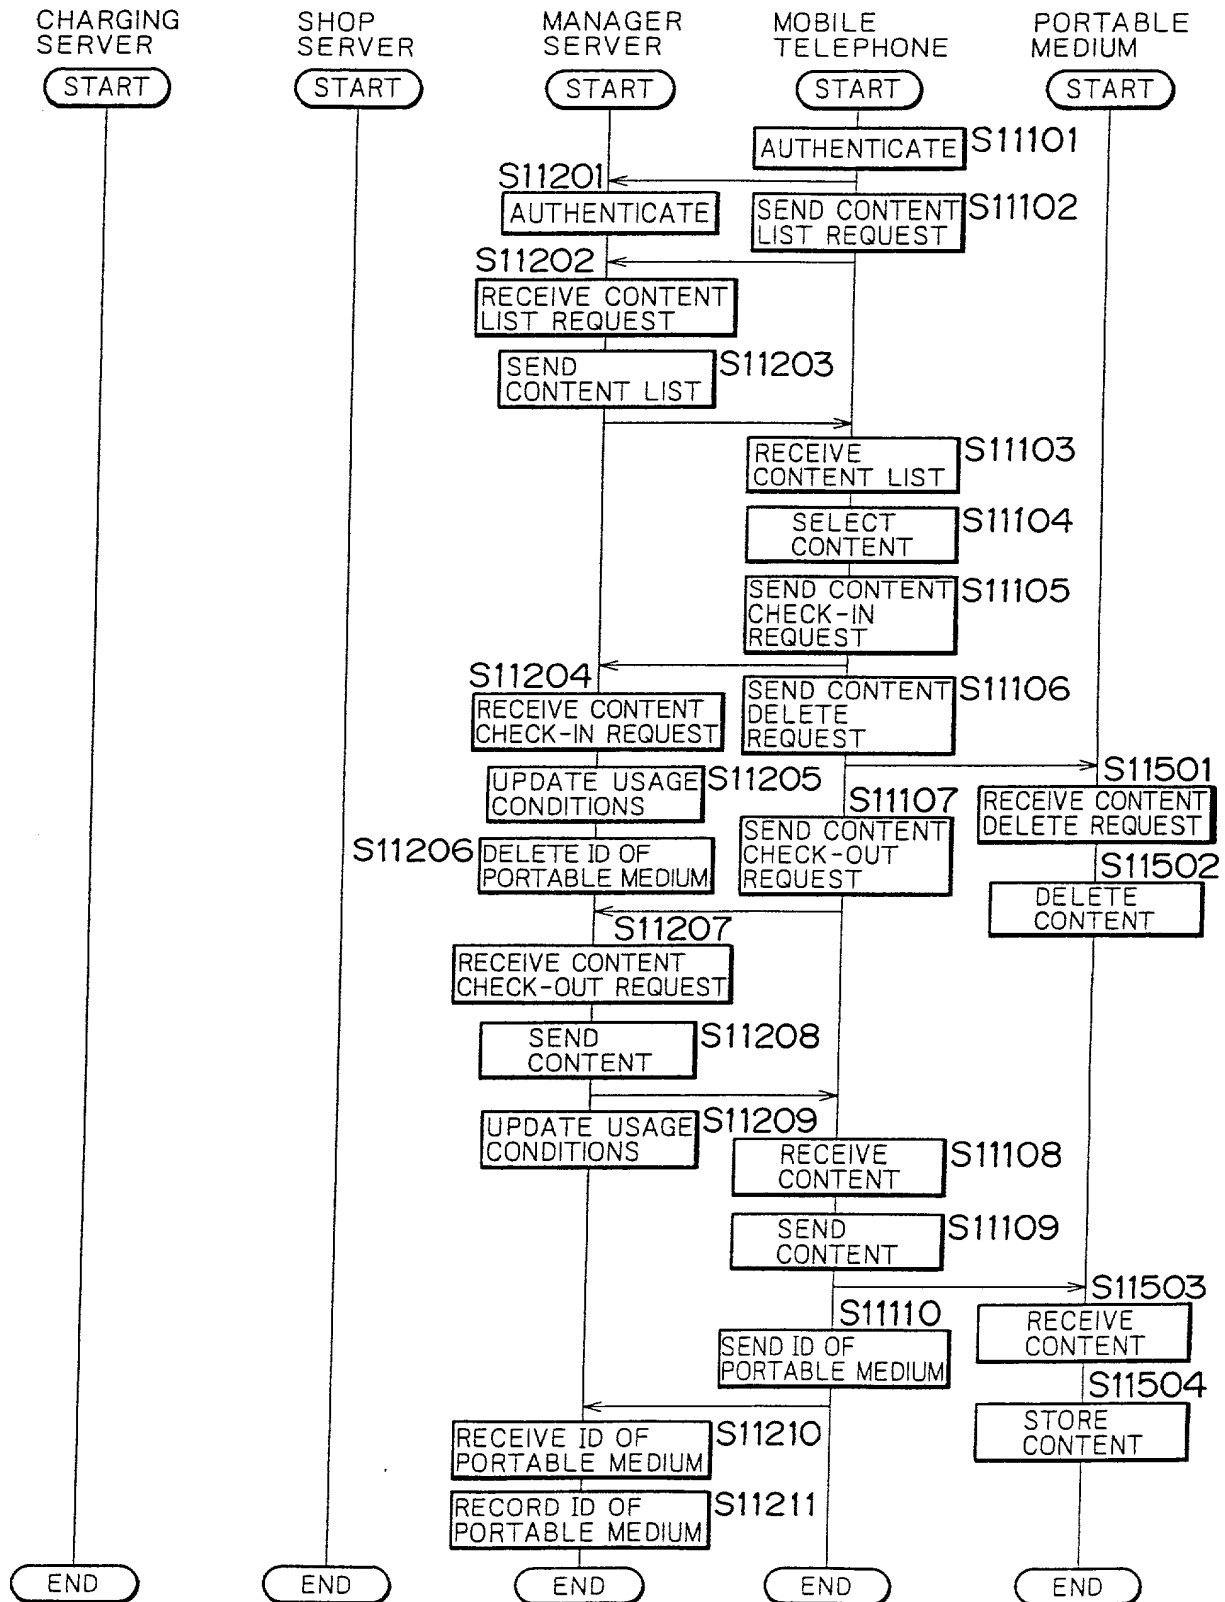 CHARGING
SERVER
SHOP
SERVER
MANAGER
SERVER
MOBILE
TELEPHONE
PORTABLE
MEDIUM
START
START
START
START
START
AUTHENTICATE
S11101
S11201
AUTHENTICATE
SEND CONTENT
LIST REQUEST
S11102
S11202
RECEIVE CONTENT
LIST REQUEST
SEND
CONTENT LIST
S11203
RECEIVE
CONTENT LIST
S11103
SELECT
CONTENT
S11104
SEND CONTENT
CHECK-IN
REQUEST
S11105
S11204
RECEIVE CONTENT
CHECK-IN REQUEST
SEND CONTENT
DELETE
REQUEST
S11106
UPDATE USAGE
CONDITIONS
S11205
S11501
RECEIVE CONTENT
DELETE REQUEST
S11107
SEND CONTENT
CHECK-OUT
REQUEST
S11206
DELETE ID OF
PORTABLE MEDIUM
S11502
DELETE
CONTENT
S11207
RECEIVE CONTENT
CHECK-OUT REQUEST
SEND
CONTENT
S11208
UPDATE USAGE
CONDITIONS
S11209
RECEIVE
CONTENT
S11108
SEND
CONTENT
S11109
S11503
RECEIVE
CONTENT
S11110
SEND ID OF
PORTABLE MEDIUM
S11504
STORE
CONTENT
RECEIVE ID OF
PORTABLE MEDIUM
S11210
RECORD ID OF
PORTABLE MEDIUM
S11211
END
END
END
END
END